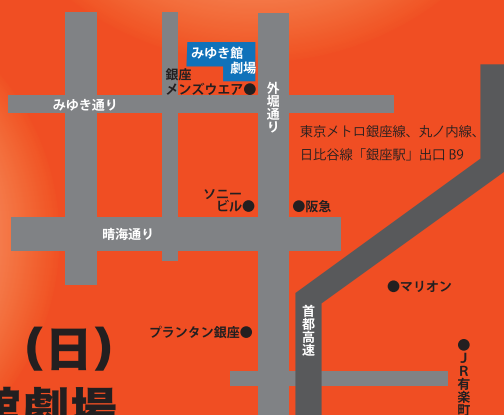 みゆき館
劇場
銀座
メンズウエア
みゆき通り
外堀通り
東京メトロ銀座線、丸ノ内線、
日比谷線「銀座駅」出口 B9
ソニー
ビル
阪急
晴海通り
マリオン
首都高速
プランタン銀座
JR有楽町
（日）
館劇場